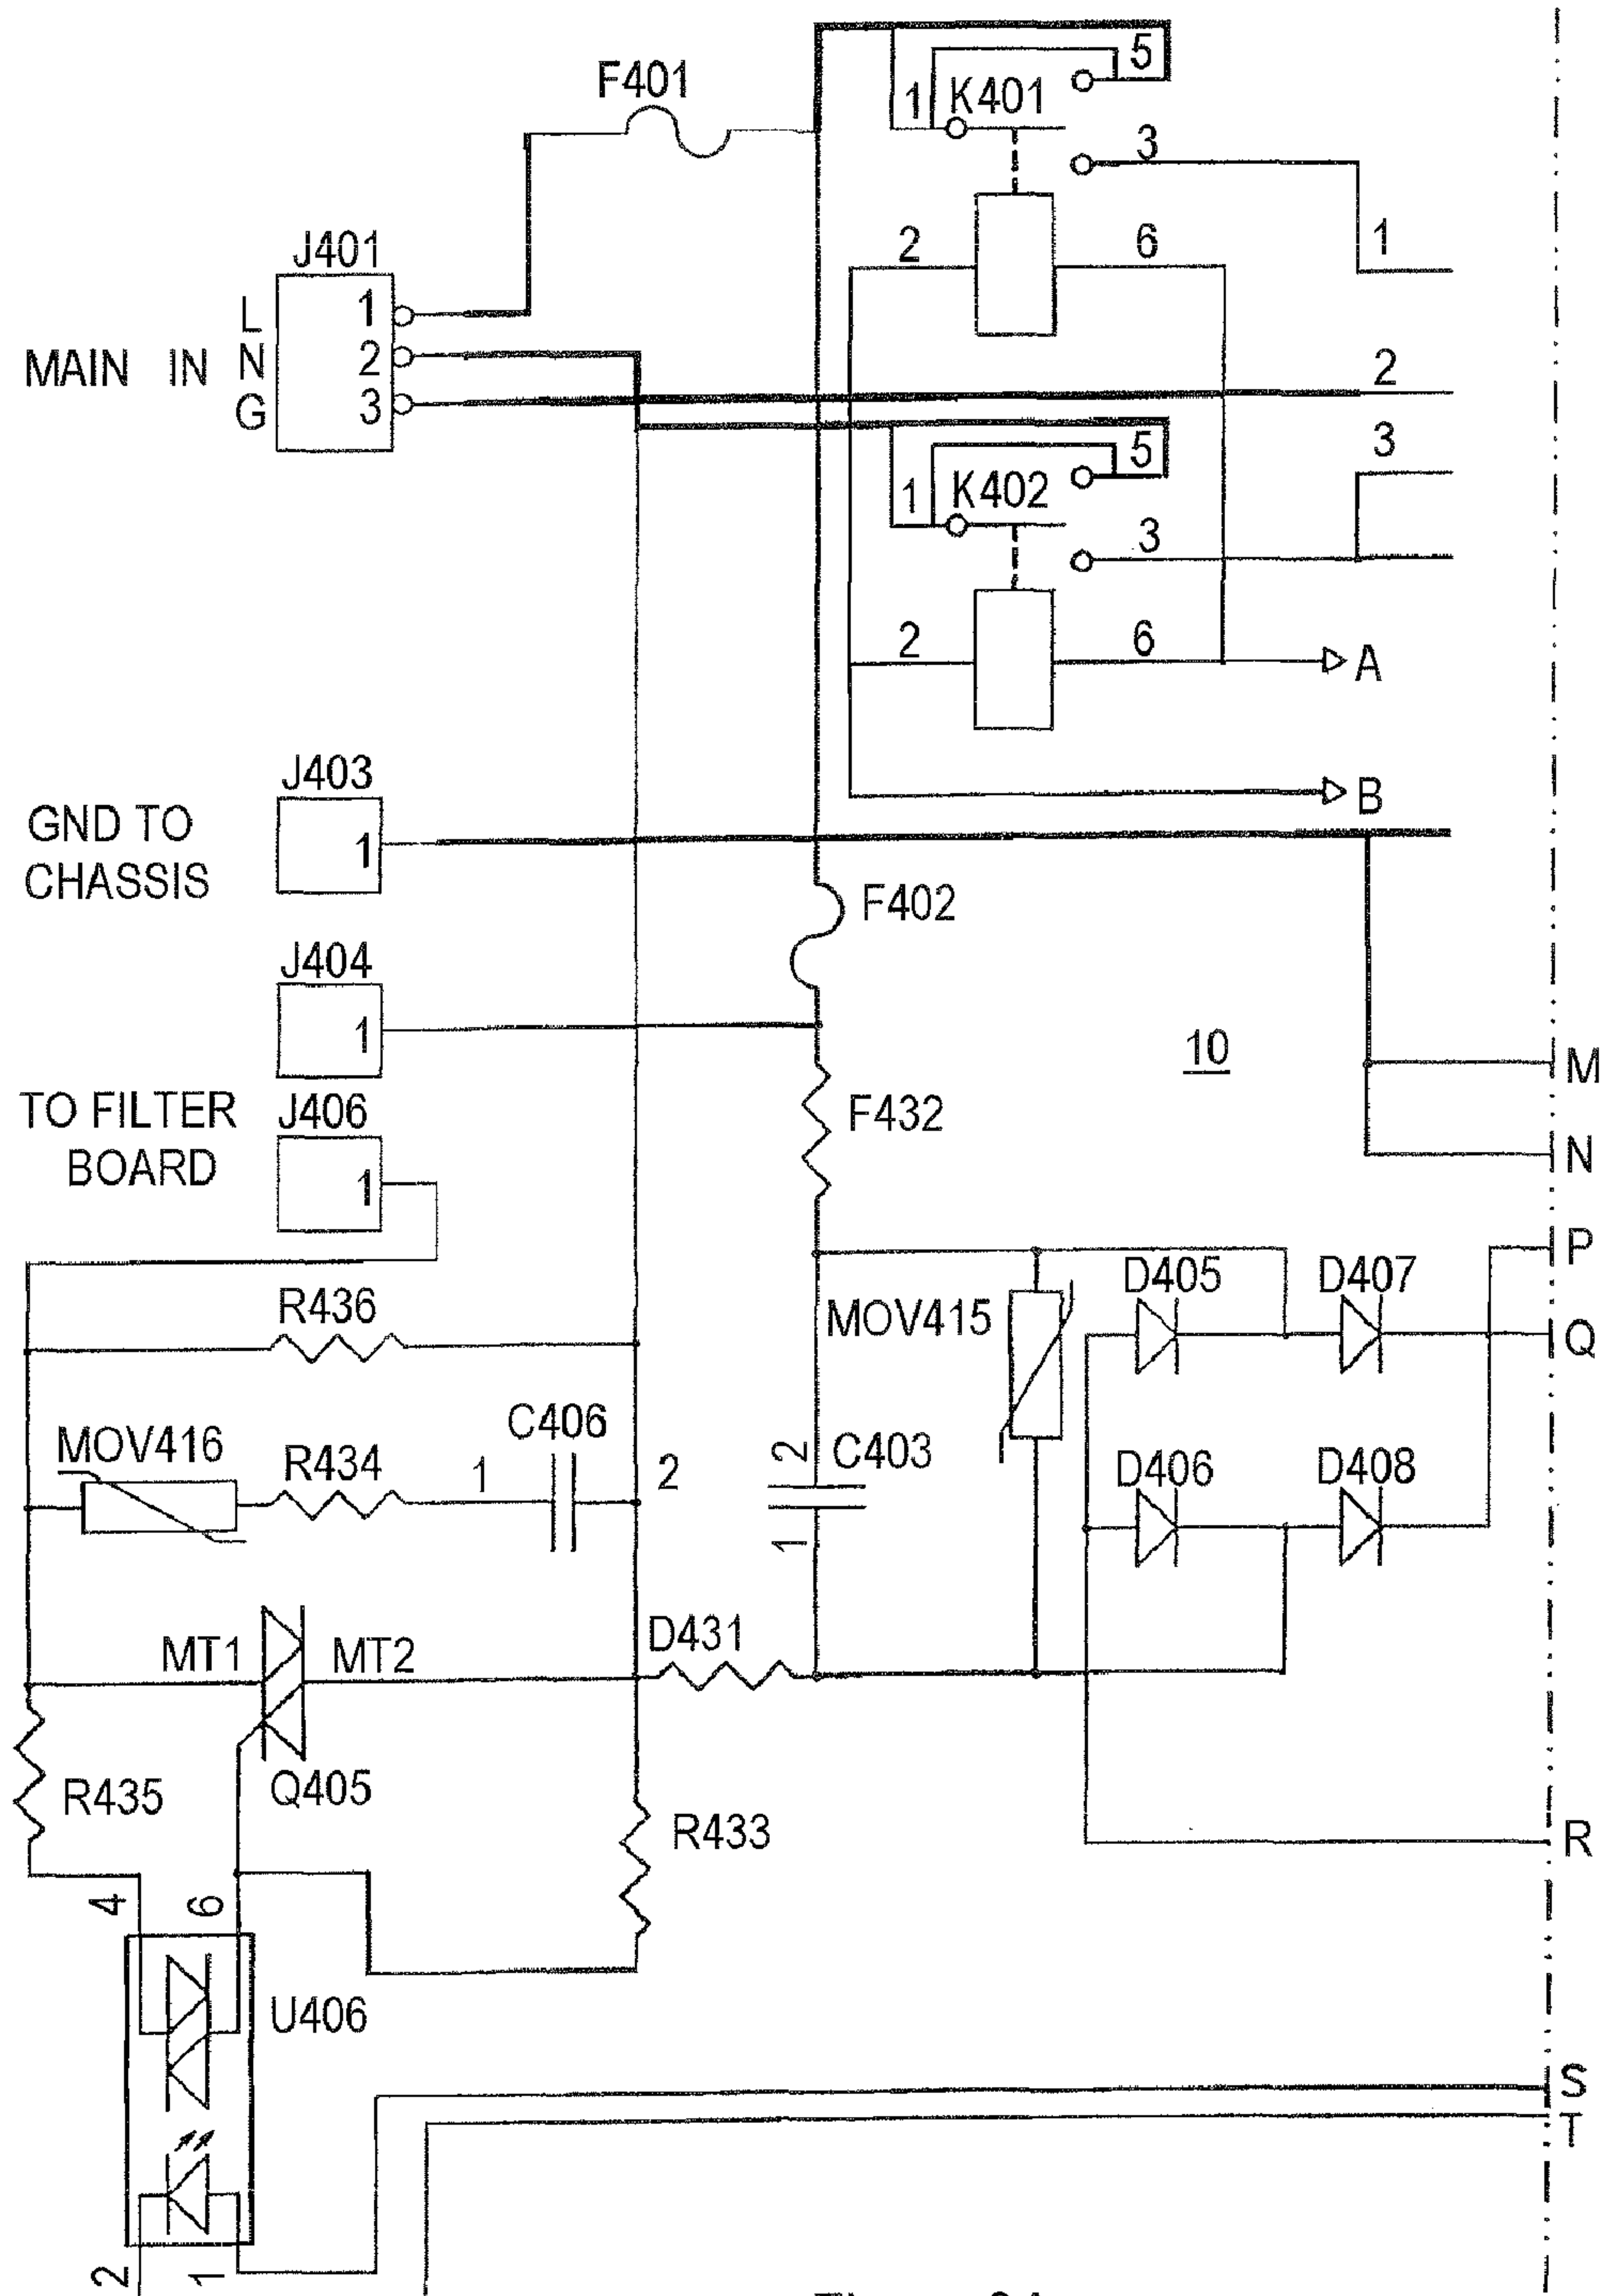 F401
5
1 K401
3
2 6 1
J401
L 1
MAIN IN N 2
G 3
2
3
5
1 K402
3
2 6 A
B
J403
GND TO
CHASSIS
1
F402
J404
1
10
M
TO FILTER
BOARD
J406
1
F432
N
P
D405 D407
R436 MOV415
Q
MOV416 R434 1 C406 2
2 C403 1
D406 D408
MT1 MT2
D431
Q405
R435
R433
R
4 6
U406
S
T
2 1